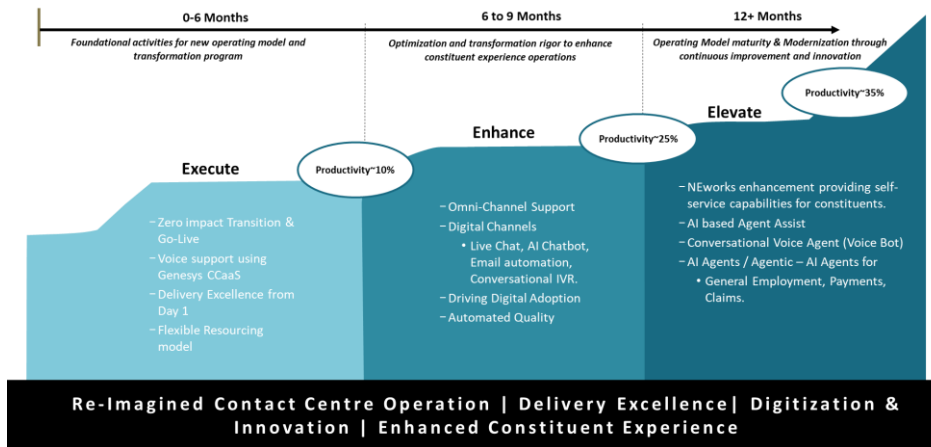 0-6 Months
6 to 9 Months
12+ Months
Foundational activities for new operating model and
transformation program
Optimization and transformation rigor to enhance
constituent experience operations
Operating Model maturity & Modernization through
continuous improvement and innovation
Productivity~35%
Elevate
Productivity~25%
Enhance
Productivity~10%
Execute
–Zero impact Transition &
Go-Live
–Voice support using
Genesys CCaaS
–Delivery Excellence from
Day 1
–Flexible Resourcing
model
–Omni-Channel Support
–Digital Channels
• Live Chat, AI Chatbot,
Email automation,
Conversational IVR.
–Driving Digital Adoption
–Automated Quality
–NEworks enhancement providing self-
service capabilities for constituents.
–AI based Agent Assist
–Conversational Voice Agent (Voice Bot)
–AI Agents / Agentic – AI Agents for
• General Employment, Payments,
Claims.
Re-Imagined Contact Centre Operation | Delivery Excellence| Digitization &
Innovation | Enhanced Constituent Experience